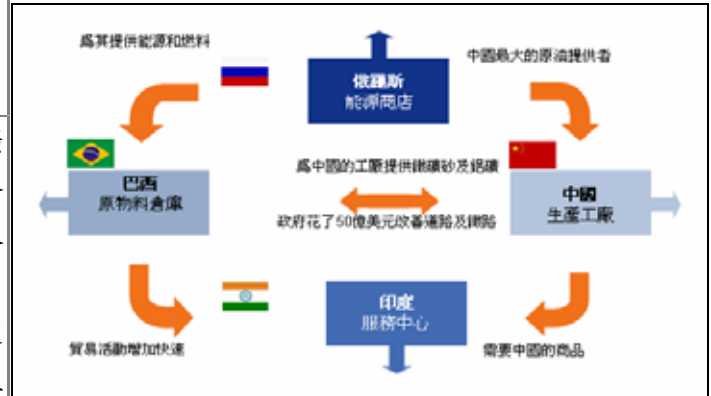 為其提供能源和燃料
中國最大的原油提供者
俄羅斯
能源商店
巴西
原物料倉庫
為中國的工廠提供鐵礦砂及鋁礦
政府花了50億美元改善道路及鐵路
中國
生產工廠
印度
服務中心
貿易活動增加快速
需要中國的商品